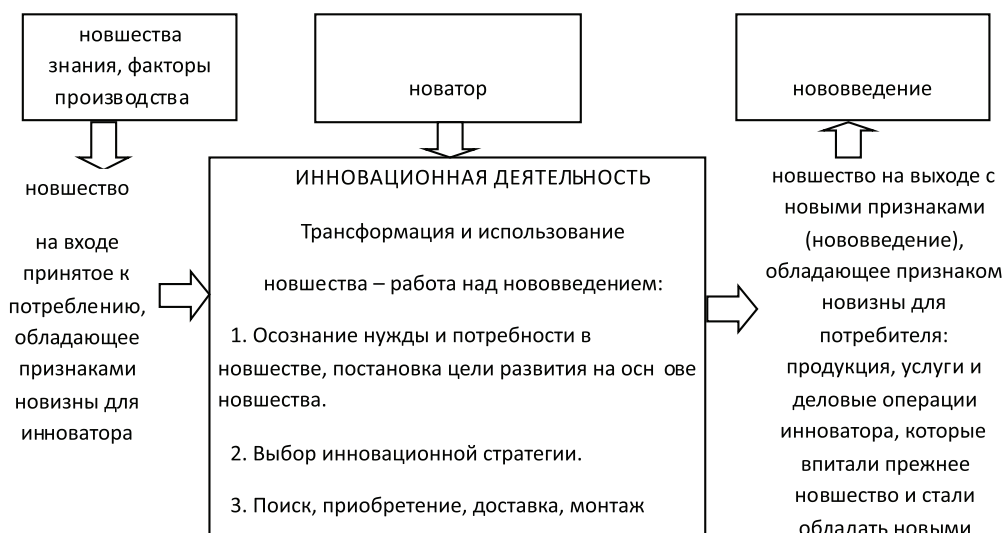 новшества
знания, факторы
производства
новатор
нововведение
новшество
на входе
принятое к
потреблению,
обладающее
признаками
новизны для
инноватора
ИННОВАЦИОННАЯ ДЕЯТЕЛЬНОСТЬ
Трансформация и использование
новшества – работа над нововведением:
1. Осознание нужды и потребности в
новшестве, постановка цели развития на осн ове
новшества.
2. Выбор инновационной стратегии.
3. Поиск, приобретение, доставка, монтаж
новшество на выходе с
новыми признаками
(нововведение),
обладающее признаком
новизны для
потребителя:
продукция, услуги и
деловые операции
инноватора, которые
впитали прежнее
новшество и стали
обладать новыми